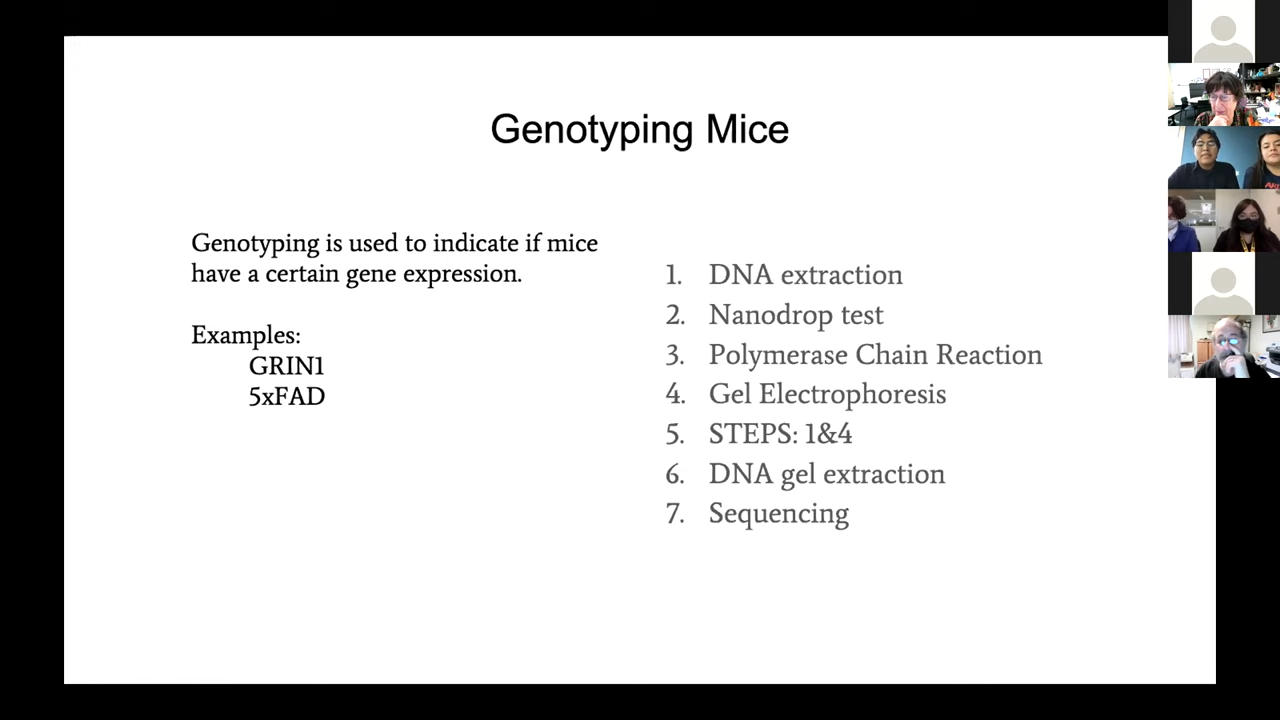 Genotyping Mice
Genotyping is used to indicate if mice
have a certain gene expression.
Examples:
GRIN1
5xFAD
1. DNA extraction
2. Nanodrop test
3. Polymerase Chain Reaction
4. Gel Electrophoresis
5. STEPS: 1&4
6. DNA gel extraction
7. Sequencing